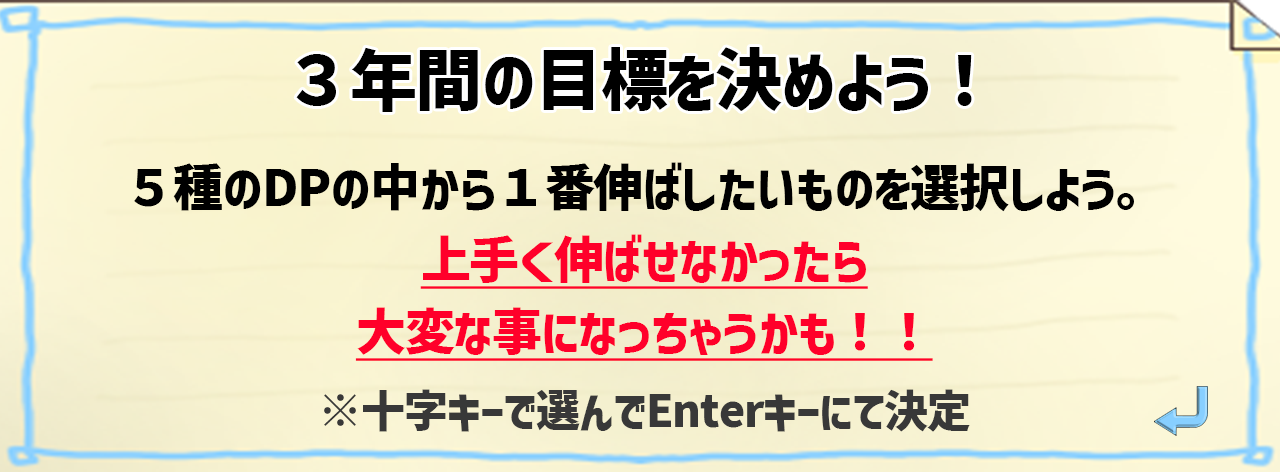 ３年間の目標を決めよう！
５種のDPの中から１番伸ばしたいものを選択しよう。
上手く伸ばせなかったら
大変な事になっちゃうかも！！
※十字キーで選んでEnterキーにて決定